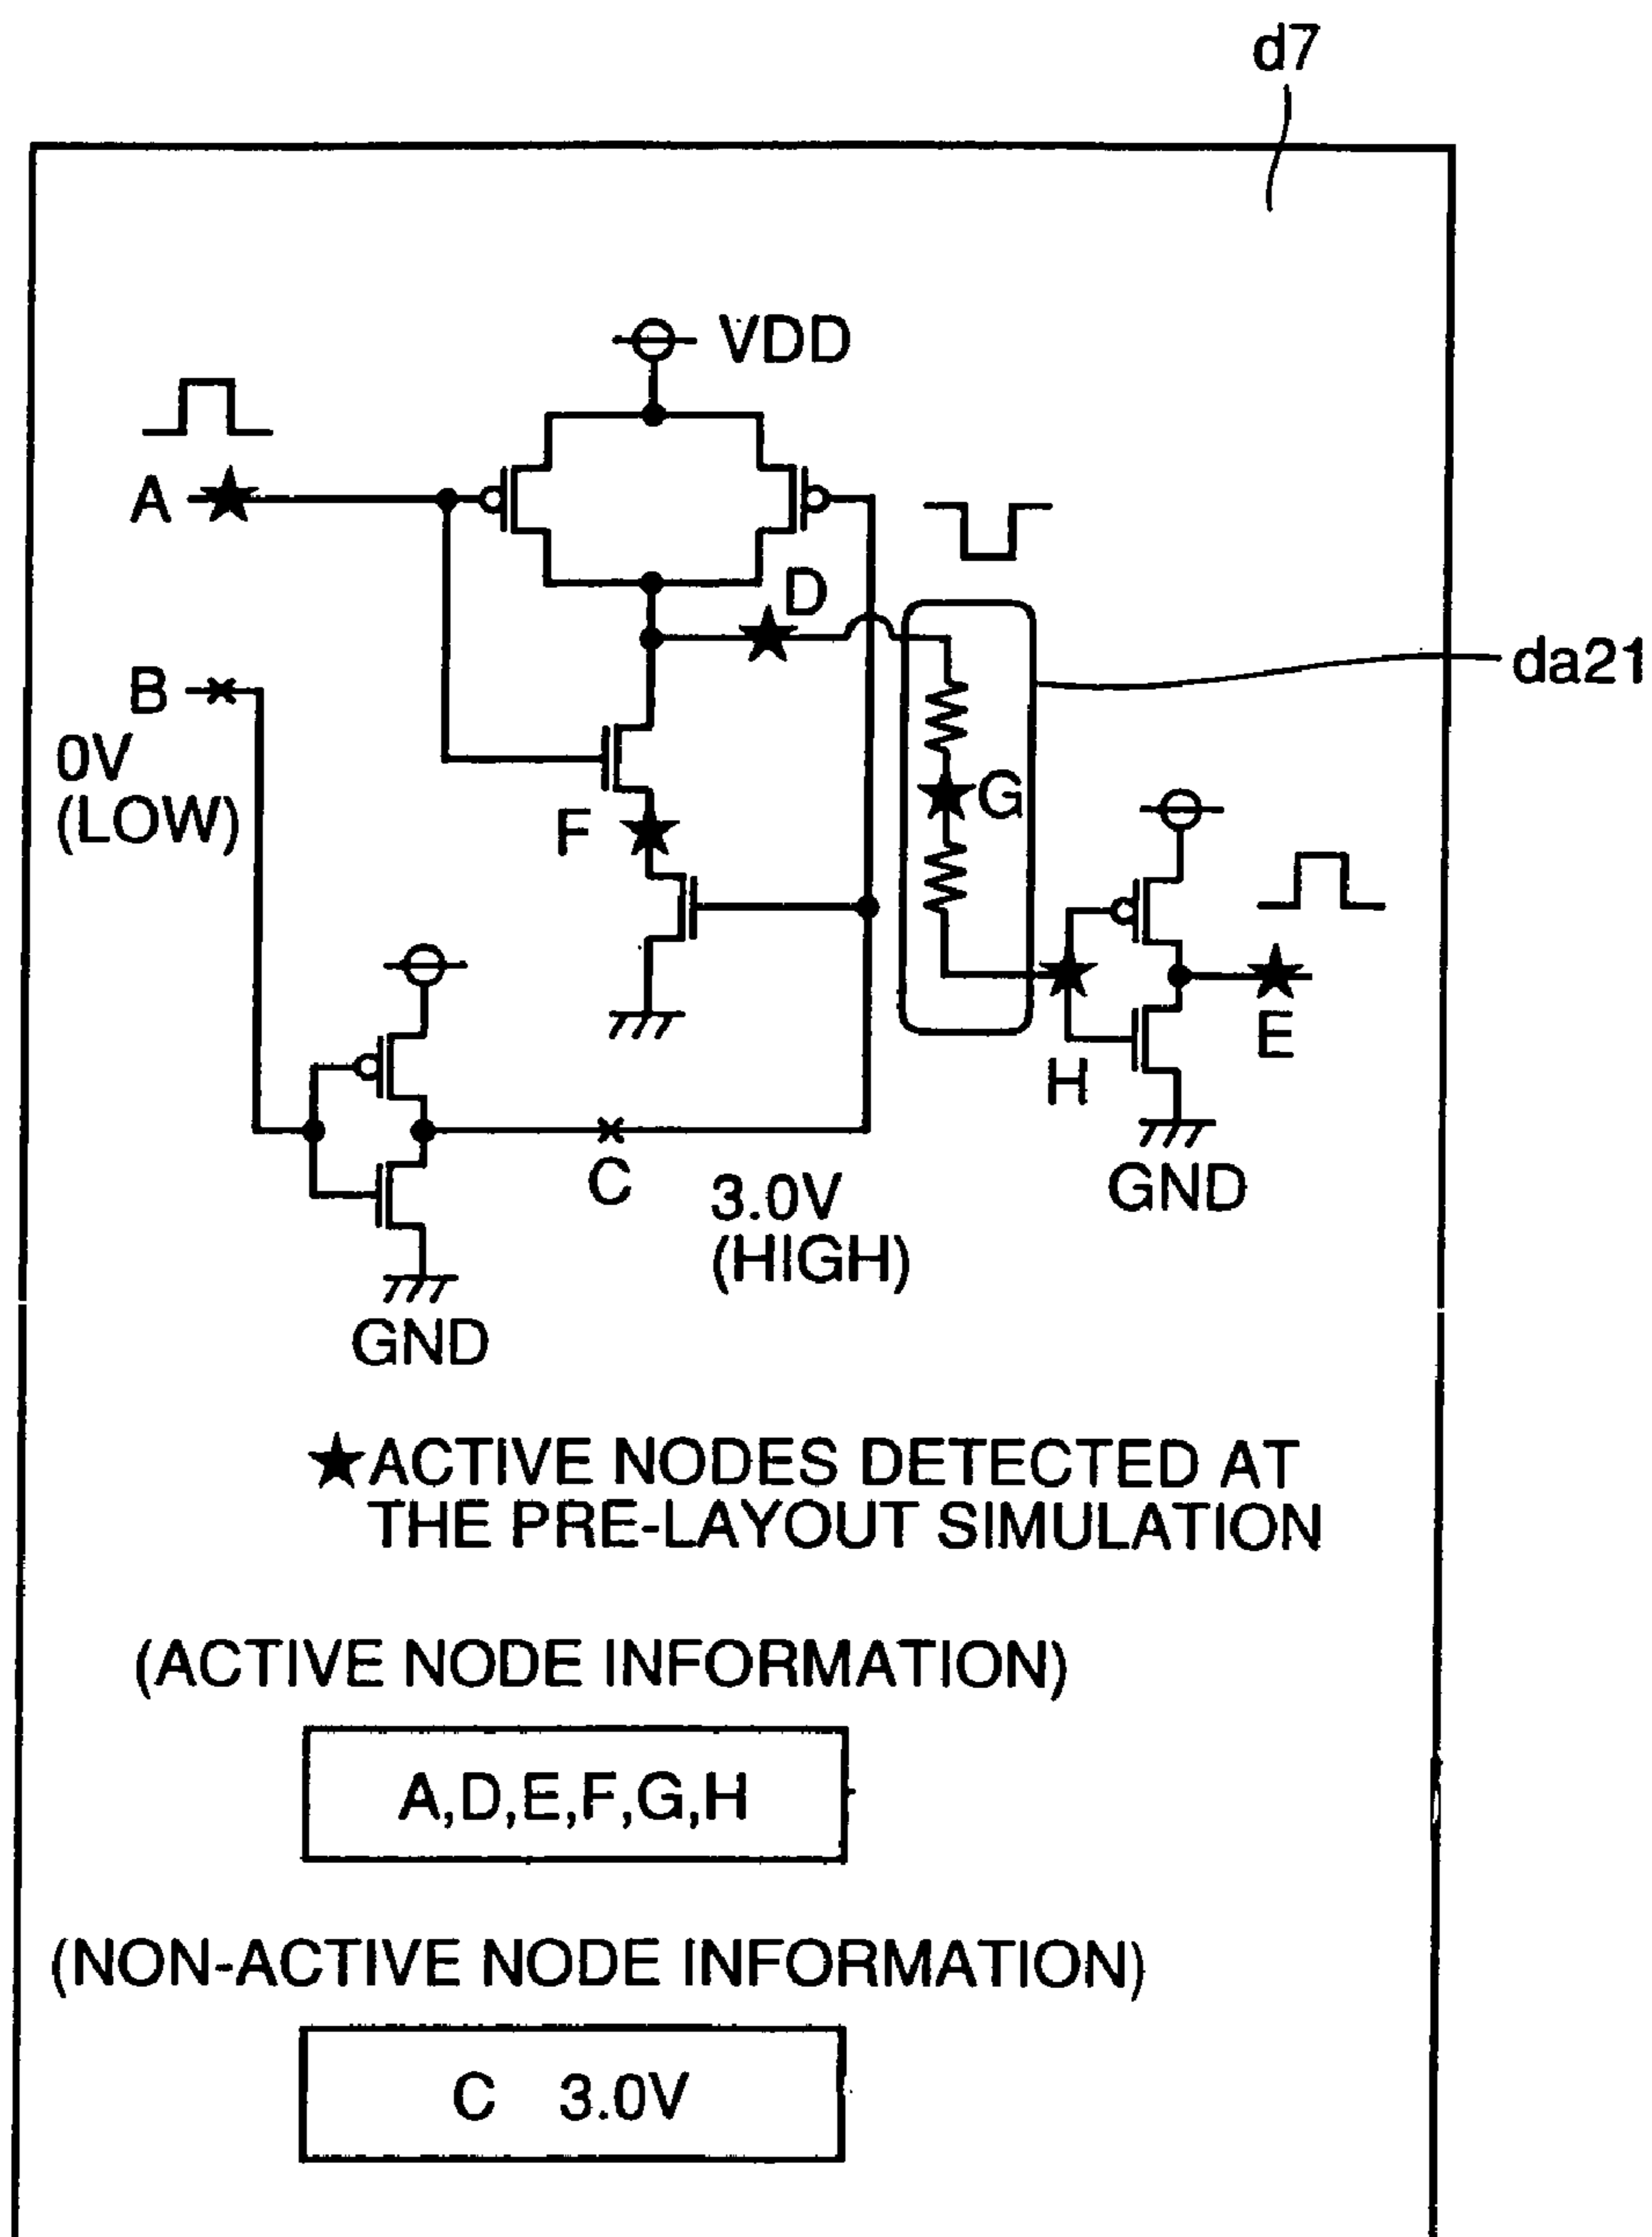 d7
VDD
A
D
da21
B
0V
(LOW)
G
F
E
H
C
3.0V
(HIGH)
GND
GND
★ACTIVE NODES DETECTED AT
THE PRE-LAYOUT SIMULATION
(ACTIVE NODE INFORMATION)
A,D,E,F,G,H
(NON-ACTIVE NODE INFORMATION)
C 3.0V